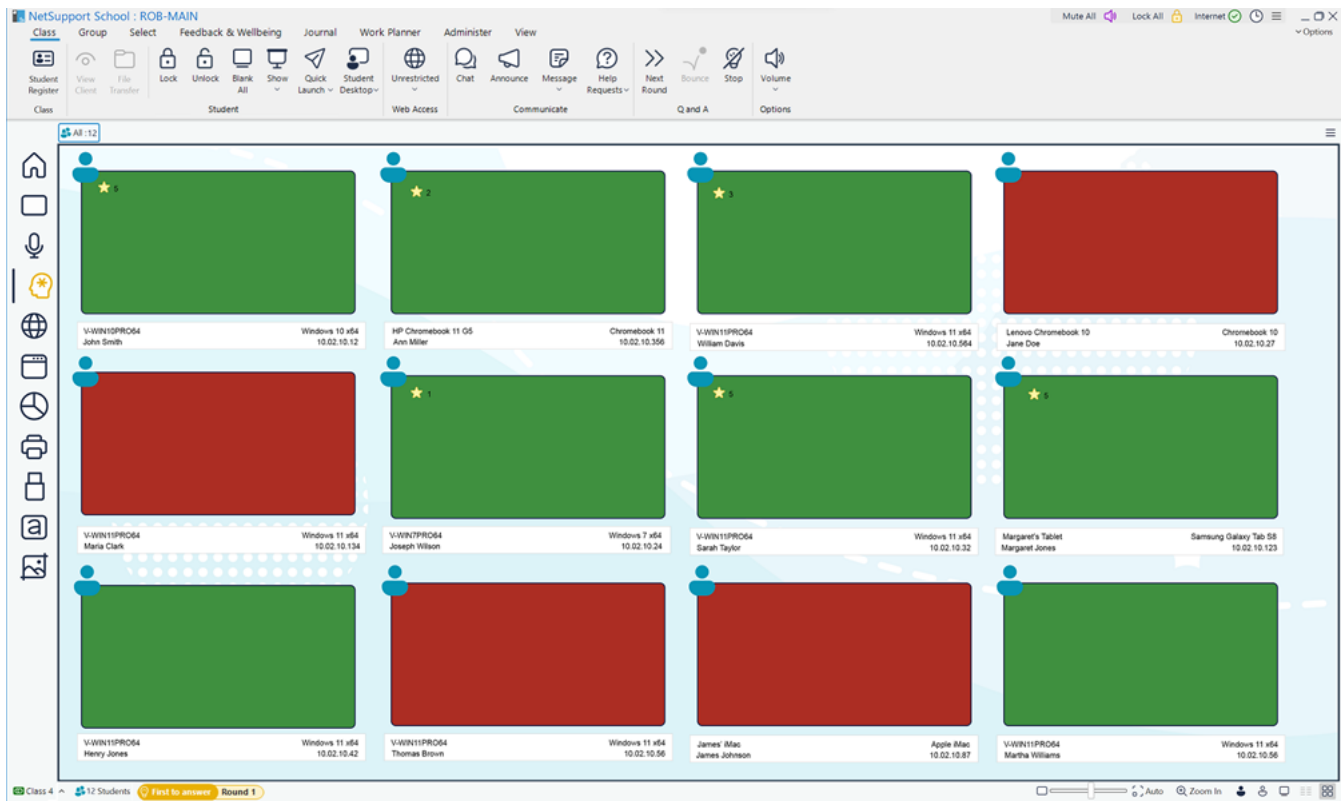 NetSupport School : ROB-MAIN
Mute All Lock All Internet
Class Group Select Feedback & Wellbeing Journal Work Planner Administer View
Options
Student Register
View Client
File Transfer
Lock
Unlock
Blank All
Show
Quick Launch
Student Desktop
Unrestricted
Chat
Announce
Message
Help Requests
Next Round
Bounce
Stop
Volume
Class Student Web Access Communicate Q and A Options
All :12
5
2
3
V-WIN10PRO64 Windows 10 x64
John Smith 10.02.10.12
HP Chromebook 11 G5 Chromebook 11
Ann Miller 10.02.10.356
V-WIN11PRO64 Windows 11 x64
William Davis 10.02.10.564
Lenovo Chromebook 10 Chromebook 10
Jane Doe 10.02.10.27
1
5
5
V-WIN11PRO64 Windows 11 x64
Maria Clark 10.02.10.134
V-WIN7PRO64 Windows 7 x64
Joseph Wilson 10.02.10.24
V-WIN11PRO64 Windows 11 x64
Sarah Taylor 10.02.10.32
Margaret's Tablet Samsung Galaxy Tab S8
Margaret Jones 10.02.10.123
V-WIN11PRO64 Windows 11 x64
Henry Jones 10.02.10.42
V-WIN11PRO64 Windows 11 x64
Thomas Brown 10.02.10.56
James' iMac Apple iMac
James Johnson 10.02.10.87
V-WIN11PRO64 Windows 11 x64
Martha Williams 10.02.10.56
Class 4 12 Students First to answer Round 1
Auto Zoom In